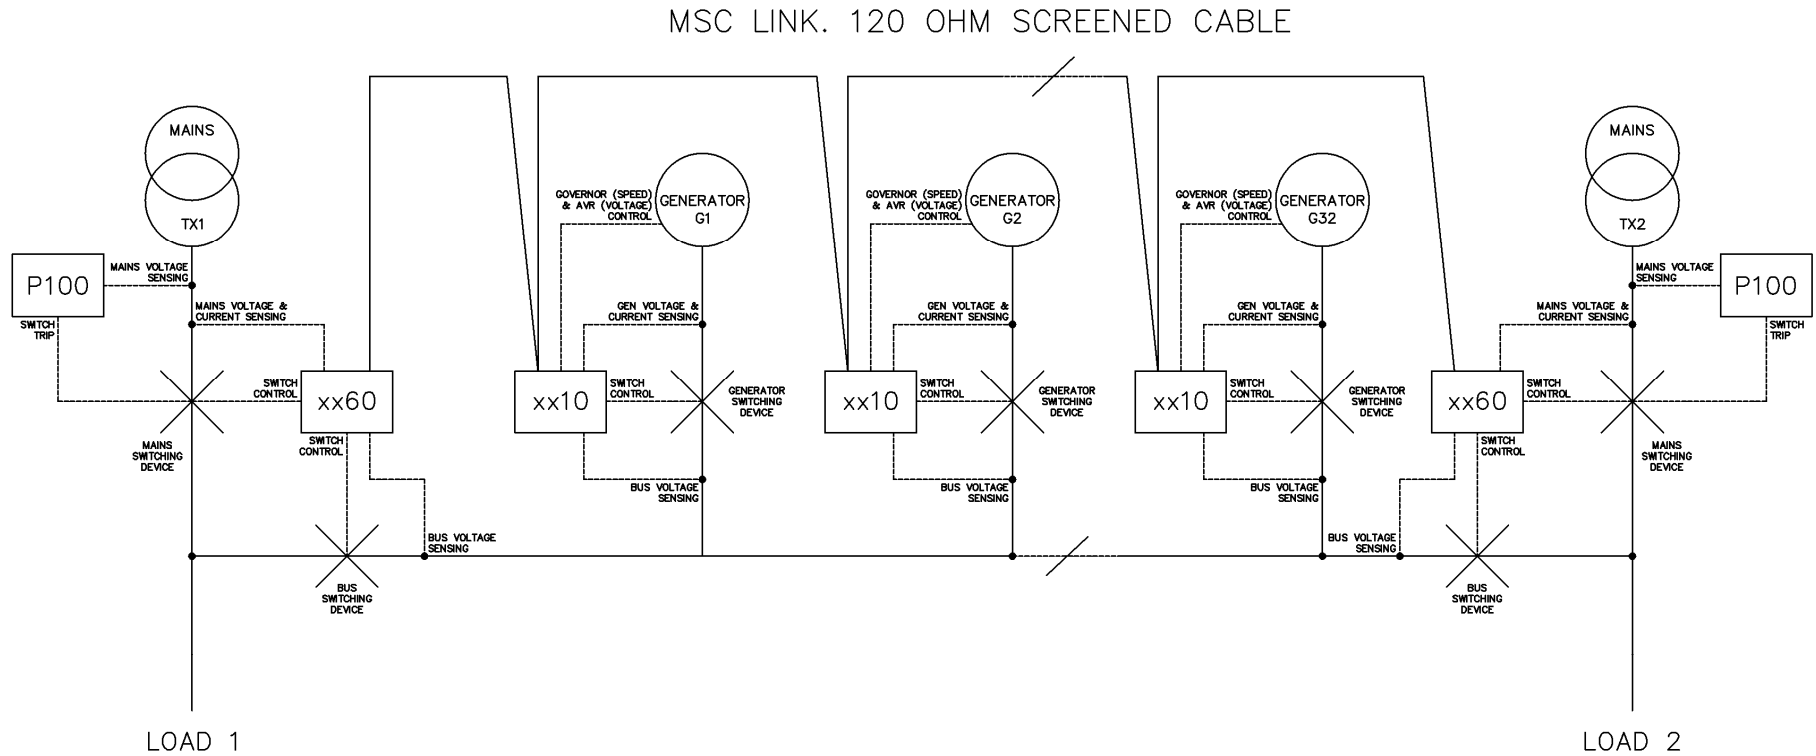 MSC LINK. 120 OHM SCREENED CABLE
MAINS
TX1
P100
MAINS VOLTAGE
SENSING
SWITCH
TRIP
MAINS VOLTAGE &
CURRENT SENSING
SWITCH
CONTROL
xx60
MAINS
SWITCHING
DEVICE
SWITCH
CONTROL
BUS VOLTAGE
SENSING
BUS
SWITCHING
DEVICE
LOAD 1
GOVERNOR (SPEED)
& AVR (VOLTAGE)
CONTROL
GENERATOR
G1
GEN VOLTAGE &
CURRENT SENSING
xx10
SWITCH
CONTROL
GENERATOR
SWITCHING
DEVICE
BUS VOLTAGE
SENSING
GOVERNOR (SPEED)
& AVR (VOLTAGE)
CONTROL
GENERATOR
G2
GEN VOLTAGE &
CURRENT SENSING
xx10
SWITCH
CONTROL
GENERATOR
SWITCHING
DEVICE
BUS VOLTAGE
SENSING
GOVERNOR (SPEED)
& AVR (VOLTAGE)
CONTROL
GENERATOR
G32
GEN VOLTAGE &
CURRENT SENSING
xx10
SWITCH
CONTROL
GENERATOR
SWITCHING
DEVICE
BUS VOLTAGE
SENSING
MAINS
TX2
MAINS VOLTAGE
SENSING
P100
SWITCH
TRIP
MAINS VOLTAGE &
CURRENT SENSING
xx60
SWITCH
CONTROL
MAINS
SWITCHING
DEVICE
SWITCH
CONTROL
BUS VOLTAGE
SENSING
BUS
SWITCHING
DEVICE
LOAD 2